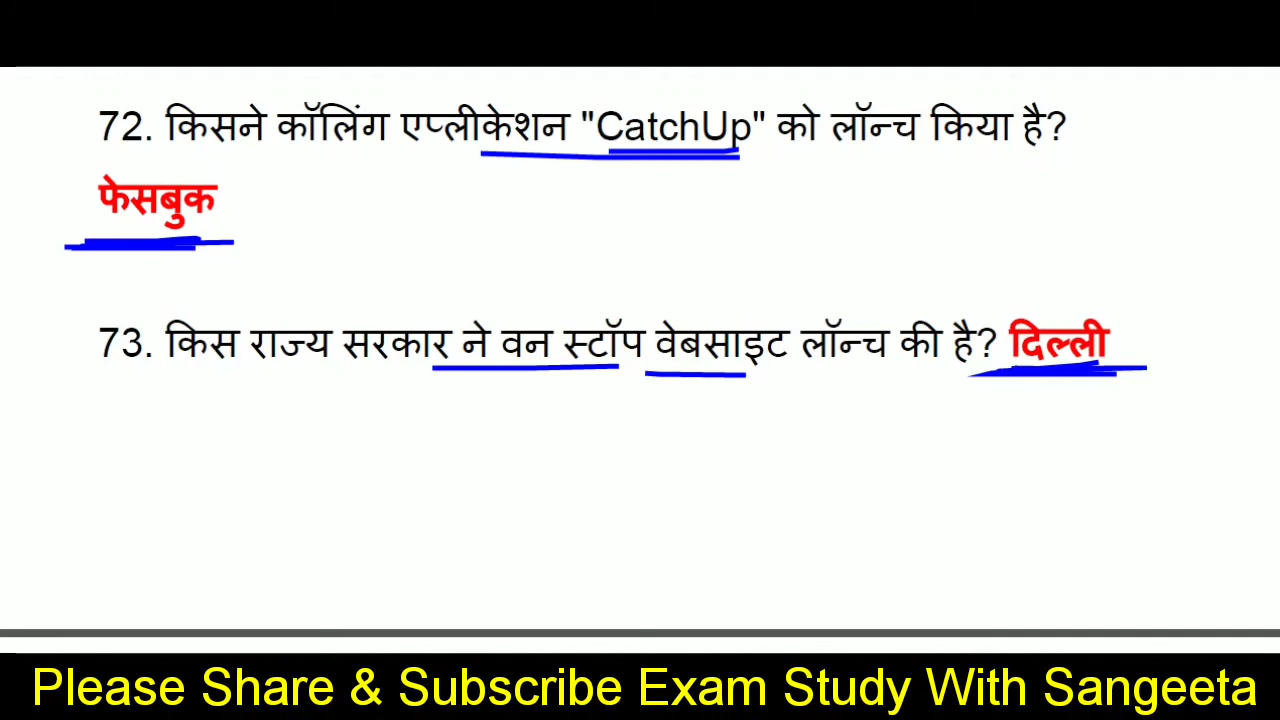 72. किसने कॉलिंग एप्लीकेशन "CatchUp" को लॉन्च किया है?
फेसबुक
73. किस राज्य सरकार ने वन स्टॉप वेबसाइट लॉन्च की है? दिल्ली
Please Share & Subscribe Exam Study With Sangeeta